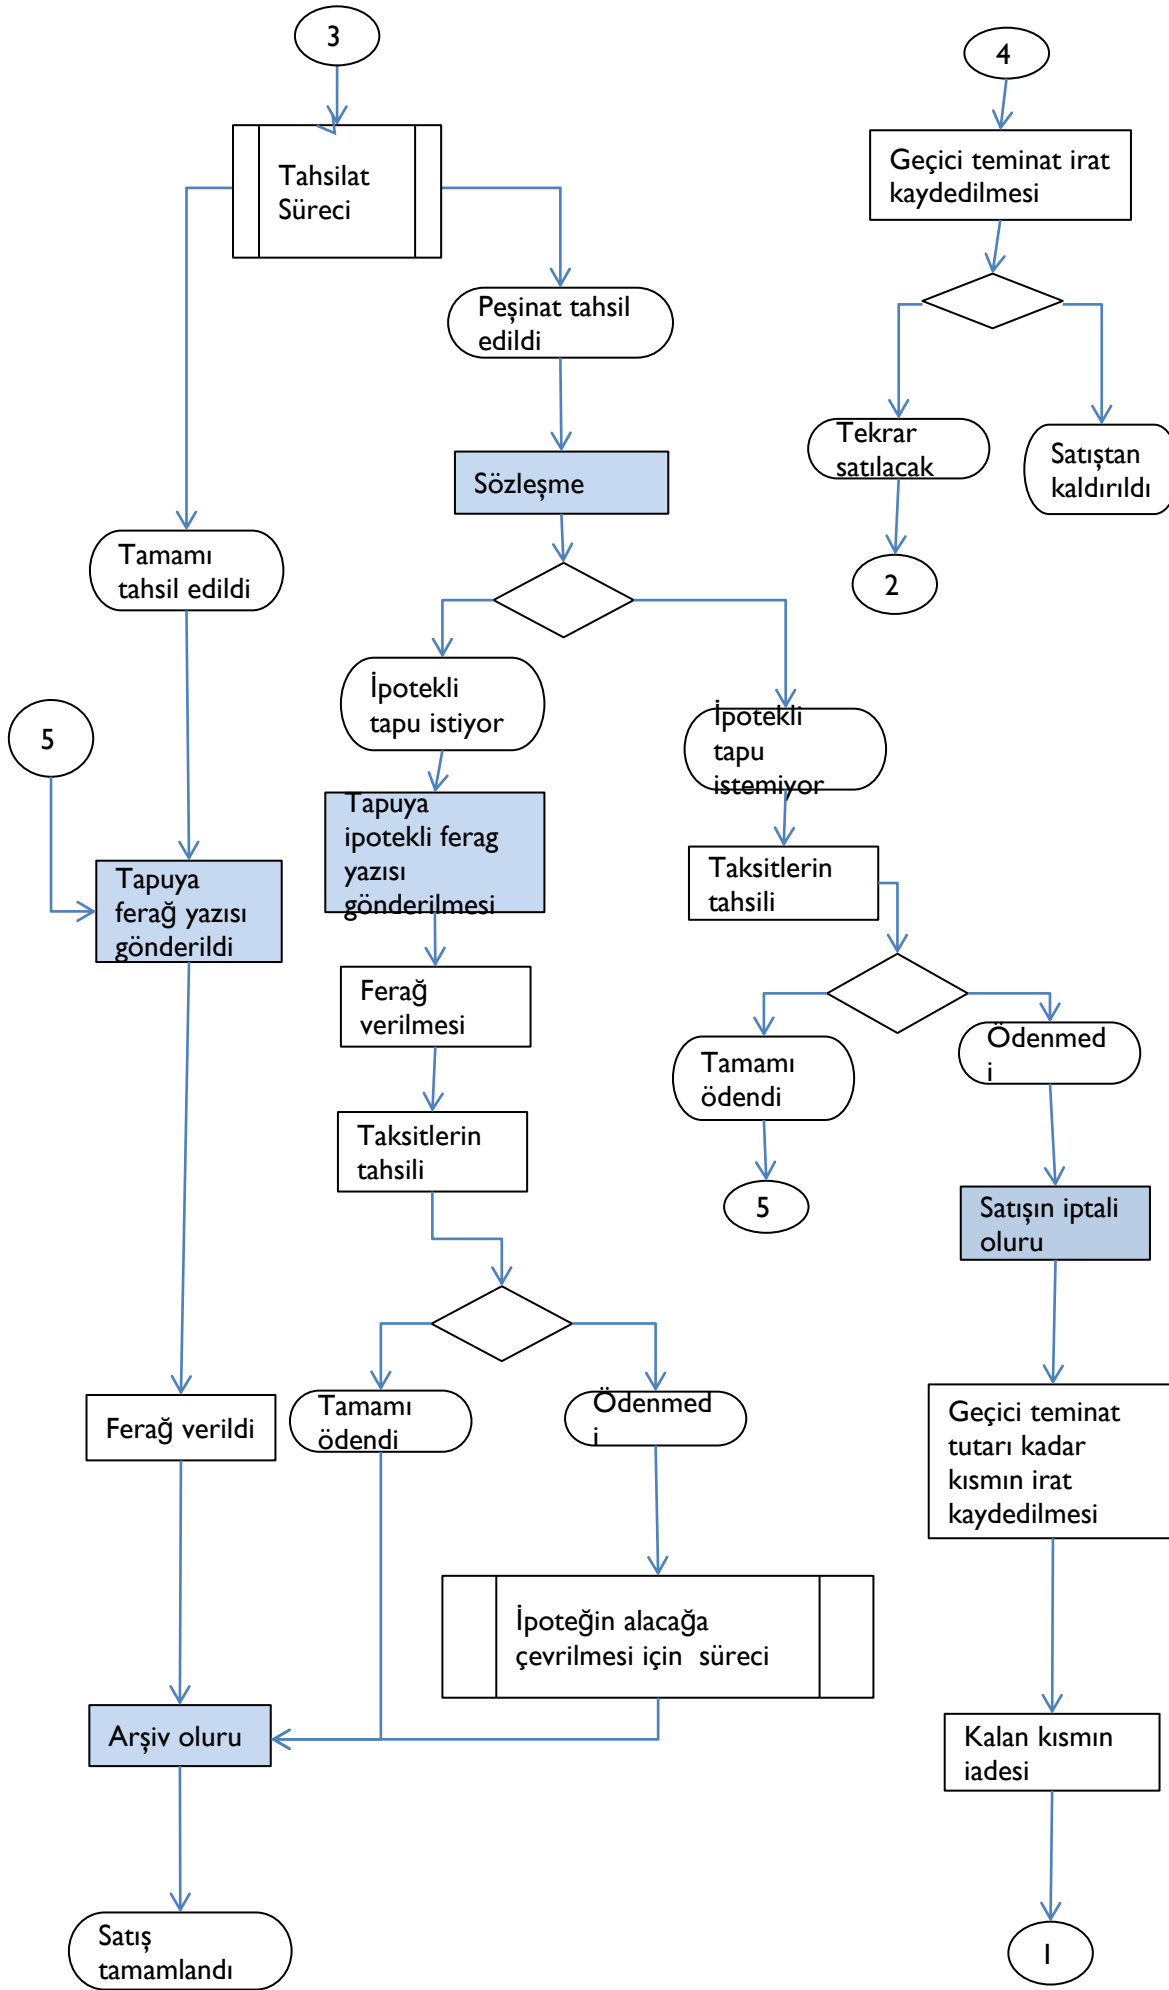 3
4
Tahsilat
Süreci
Geçici teminat irat
kaydedilmesi
Peşinat tahsil
edildi
Tekrar
satılacak
Satıştan
kaldırıldı
Sözleşme
2
Tamamı
tahsil edildi
İpotekli
tapu istiyor
İpotekli
tapu
istemiyor
5
Tapuya
ipotekli ferag
yazısı
gönderilmesi
Taksitlerin
tahsili
Tapuya
ferağ yazısı
gönderildi
Ferağ
verilmesi
Tamamı
ödendi
Ödenmed
i
Taksitlerin
tahsili
5
Satışın iptali
oluru
Ferağ verildi
Tamamı
ödendi
Ödenmed
i
Geçici teminat
tutarı kadar
kısmın irat
kaydedilmesi
İpoteğin alacağa
çevrilmesi için  süreci
Arşiv oluru
Kalan kısmın
iadesi
Satış
tamamlandı
1